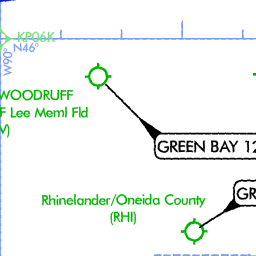 KP06K
N46°
W90°
WOODRUFF
F Lee Meml Fld
V)
GREEN BAY 12
GR
Rhinelander/Oneida County
(RHI)